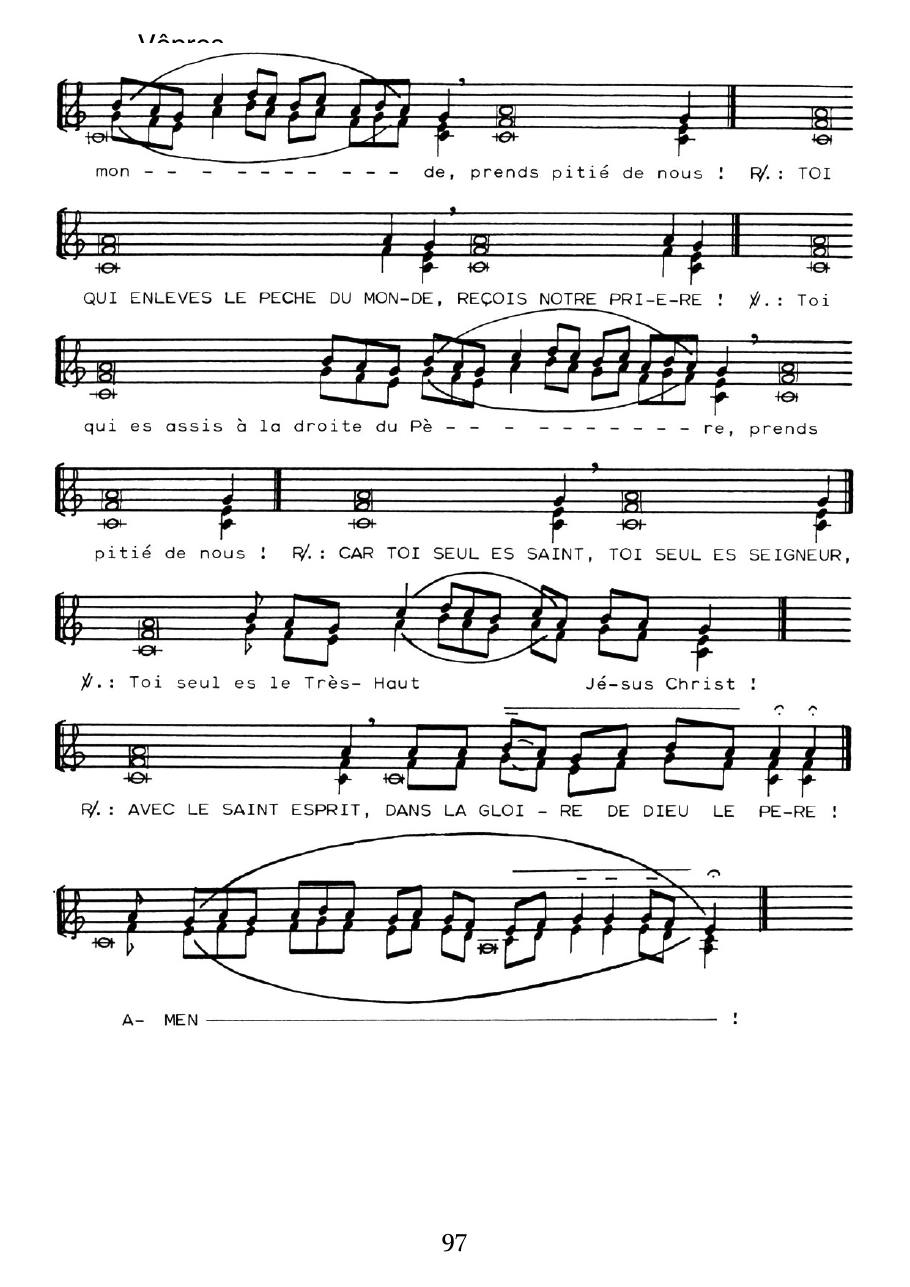 Vêpres
mon - - - - - - - - - - de, prends pitié de nous ! R/.: TOI
QUI ENLEVES LE PECHE DU MON-DE, REÇOIS NOTRE PRI-E-RE ! V/.: Toi
qui es assis à la droite du Pè - - - - - - - - - - re, prends
pitié de nous ! R/.: CAR TOI SEUL ES SAINT, TOI SEUL ES SEIGNEUR,
V/.: Toi seul es le Très- Haut Jé-sus Christ !
R/.: AVEC LE SAINT ESPRIT, DANS LA GLOI - RE DE DIEU LE PE-RE !
A- MEN !
97